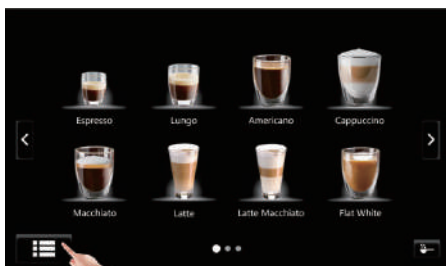 Espresso
Lungo
Americano
Cappuccino
Macchiato
Latte
Latte Macchiato
Flat White